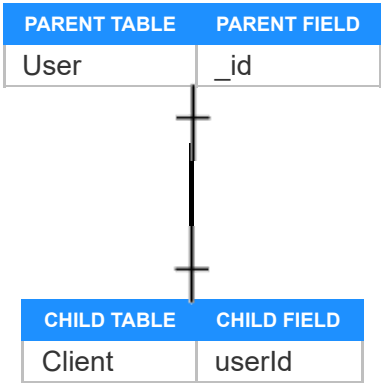 PARENT TABLE PARENT FIELD
User _id
CHILD TABLE CHILD FIELD
Client userId